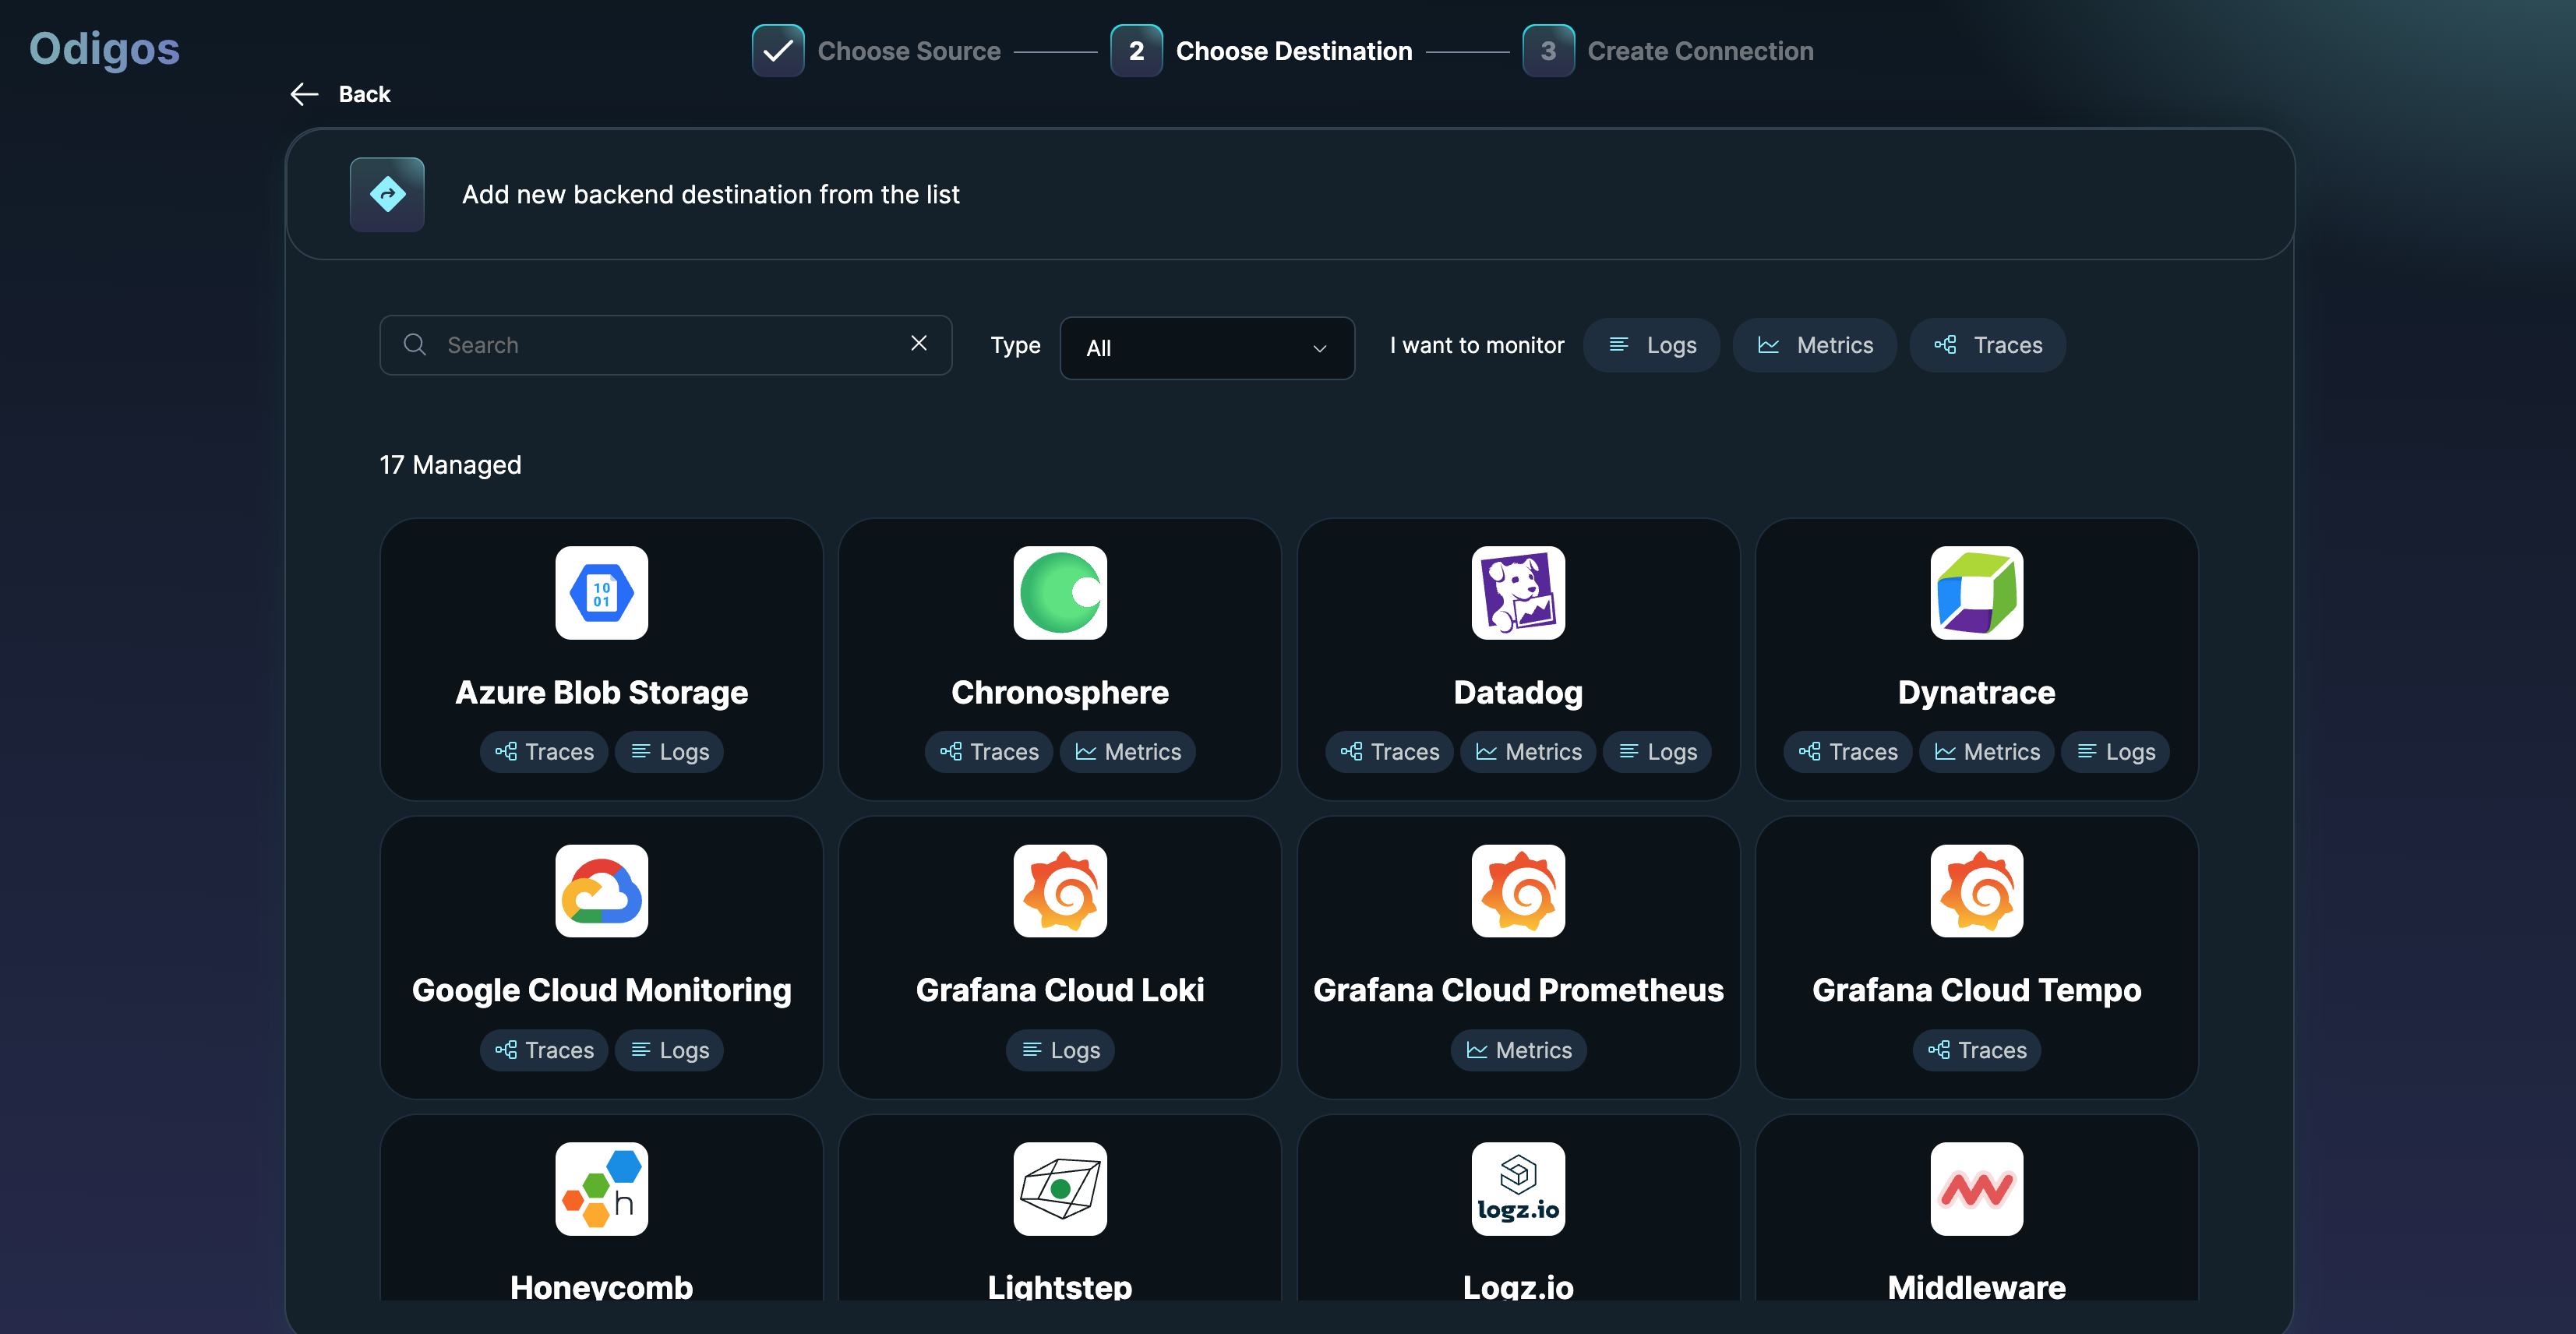 Odigos
Choose Source
2
Choose Destination
3
Create Connection
Back
Add new backend destination from the list
Search
Type
All
I want to monitor
Logs
Metrics
Traces
17 Managed
10
01
Azure Blob Storage
Traces
Logs
Chronosphere
Traces
Metrics
Datadog
Traces
Metrics
Logs
Dynatrace
Traces
Metrics
Logs
Google Cloud Monitoring
Traces
Logs
Grafana Cloud Loki
Logs
Grafana Cloud Prometheus
Metrics
Grafana Cloud Tempo
Traces
h
Honeycomb
Lightstep
logz.io
Logz.io
Middleware